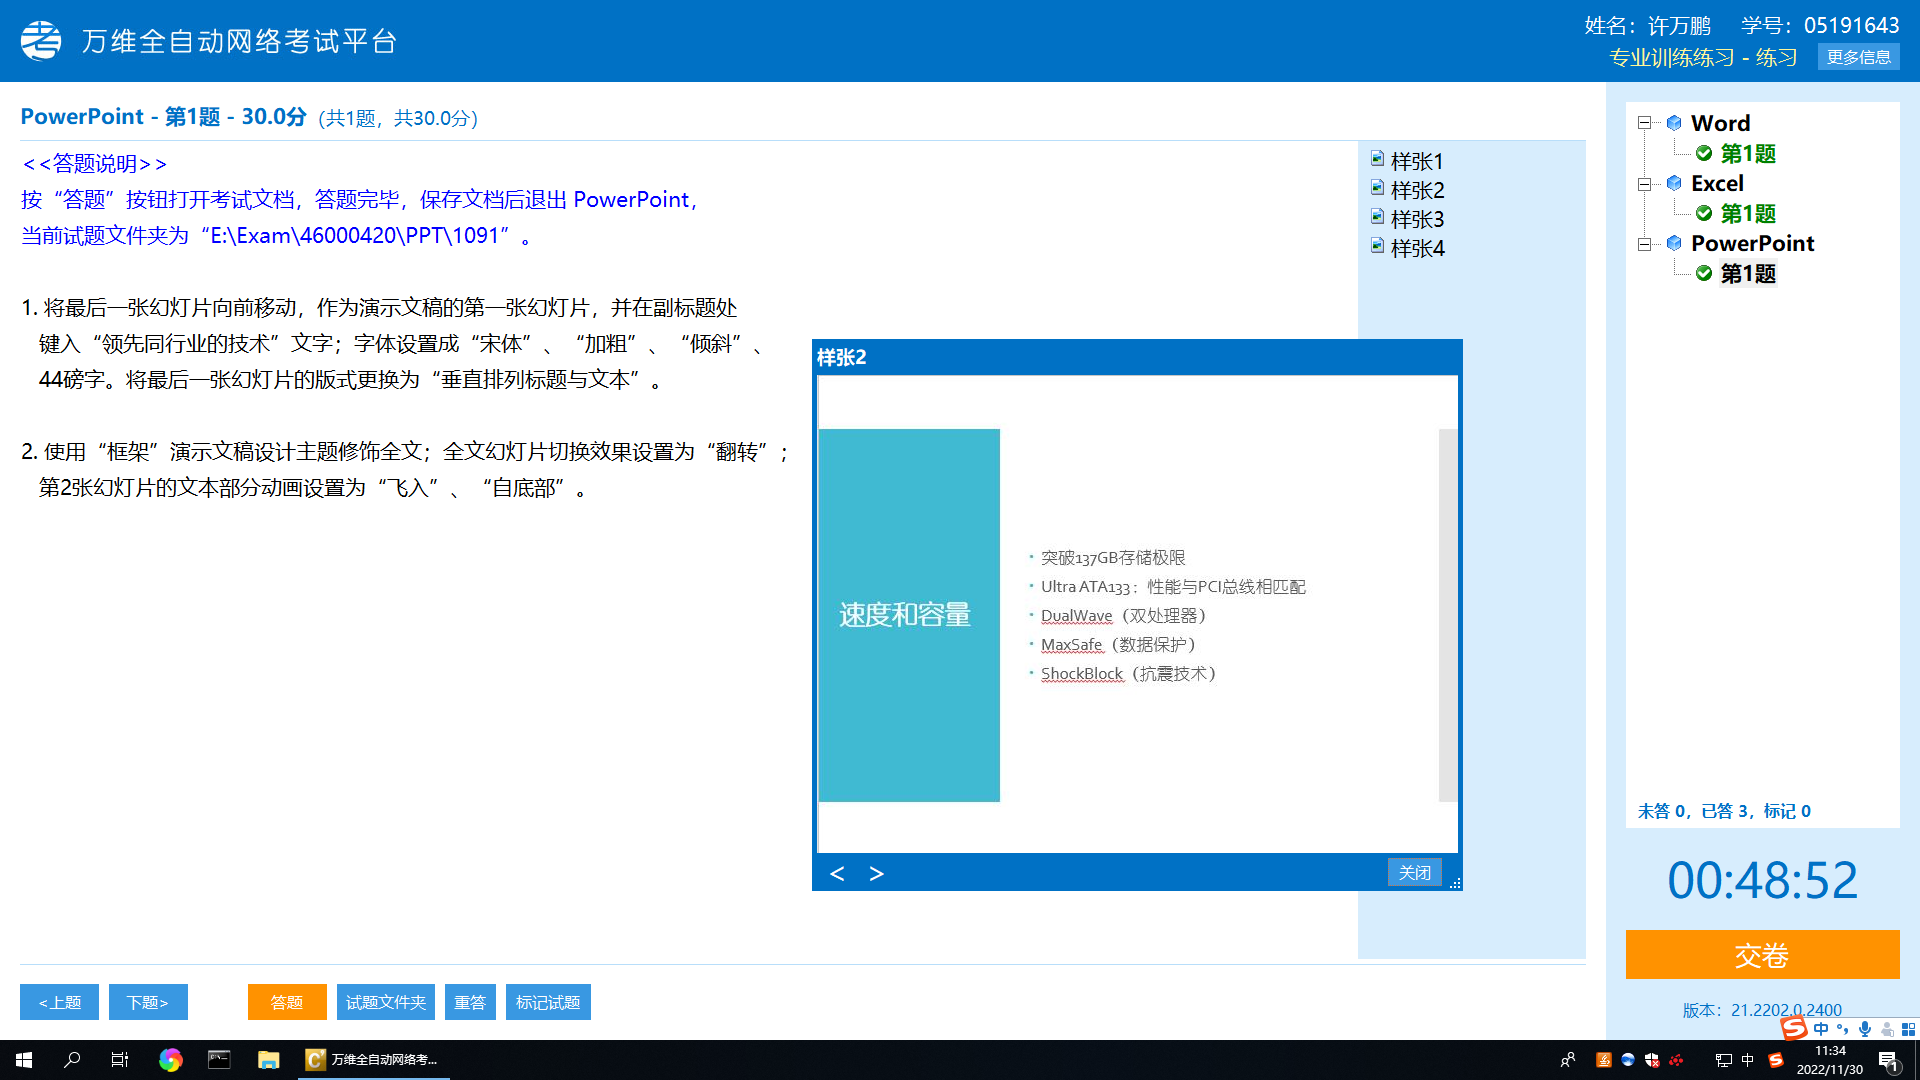 万维全自动网络考试平台
姓名：许万鹏 学号：05191643
专业训练练习 - 练习 更多信息
PowerPoint - 第1题 - 30.0分（共1题，共30.0分）
<<答题说明>>
按“答题”按钮打开考试文档，答题完毕，保存文档后退出 PowerPoint，
当前试题文件夹为“E:\Exam\46000420\PPT\1091”。
1. 将最后一张幻灯片向前移动，作为演示文稿的第一张幻灯片，并在副标题处
键入“领先同行业的技术”文字；字体设置成“宋体”、“加粗”、“倾斜”、
44磅字。将最后一张幻灯片的版式更换为“垂直排列标题与文本”。
2. 使用“框架”演示文稿设计主题修饰全文；全文幻灯片切换效果设置为“翻转”；
第2张幻灯片的文本部分动画设置为“飞入”、“自底部”。
样张1
样张2
样张3
样张4
样张2
速度和容量
• 突破137GB存储极限
• Ultra ATA133：性能与PCI总线相匹配
• DualWave（双处理器）
• MaxSafe（数据保护）
• ShockBlock（抗震技术）
< > 关闭
Word
第1题
Excel
第1题
PowerPoint
第1题
未答 0，已答 3，标记 0
00:48:52
交卷
版本：21.2202.0.2400
<上题 下题> 答题 试题文件夹 重答 标记试题
中
万维全自动网络考...
中
11:34
2022/11/30
1